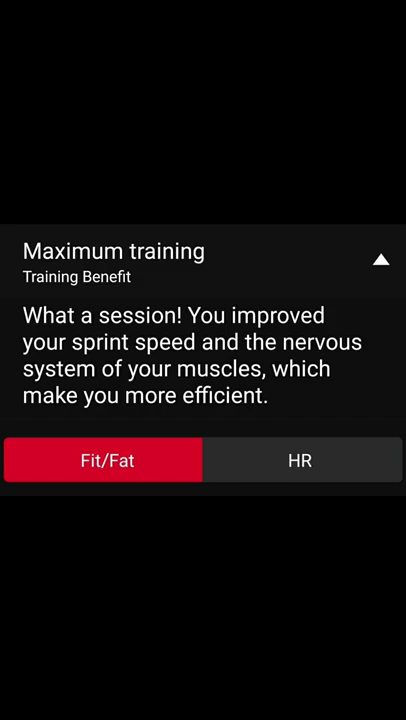 Maximum training
Training Benefit
What a session! You improved
your sprint speed and the nervous
system of your muscles, which
make you more efficient.
Fit/Fat
HR